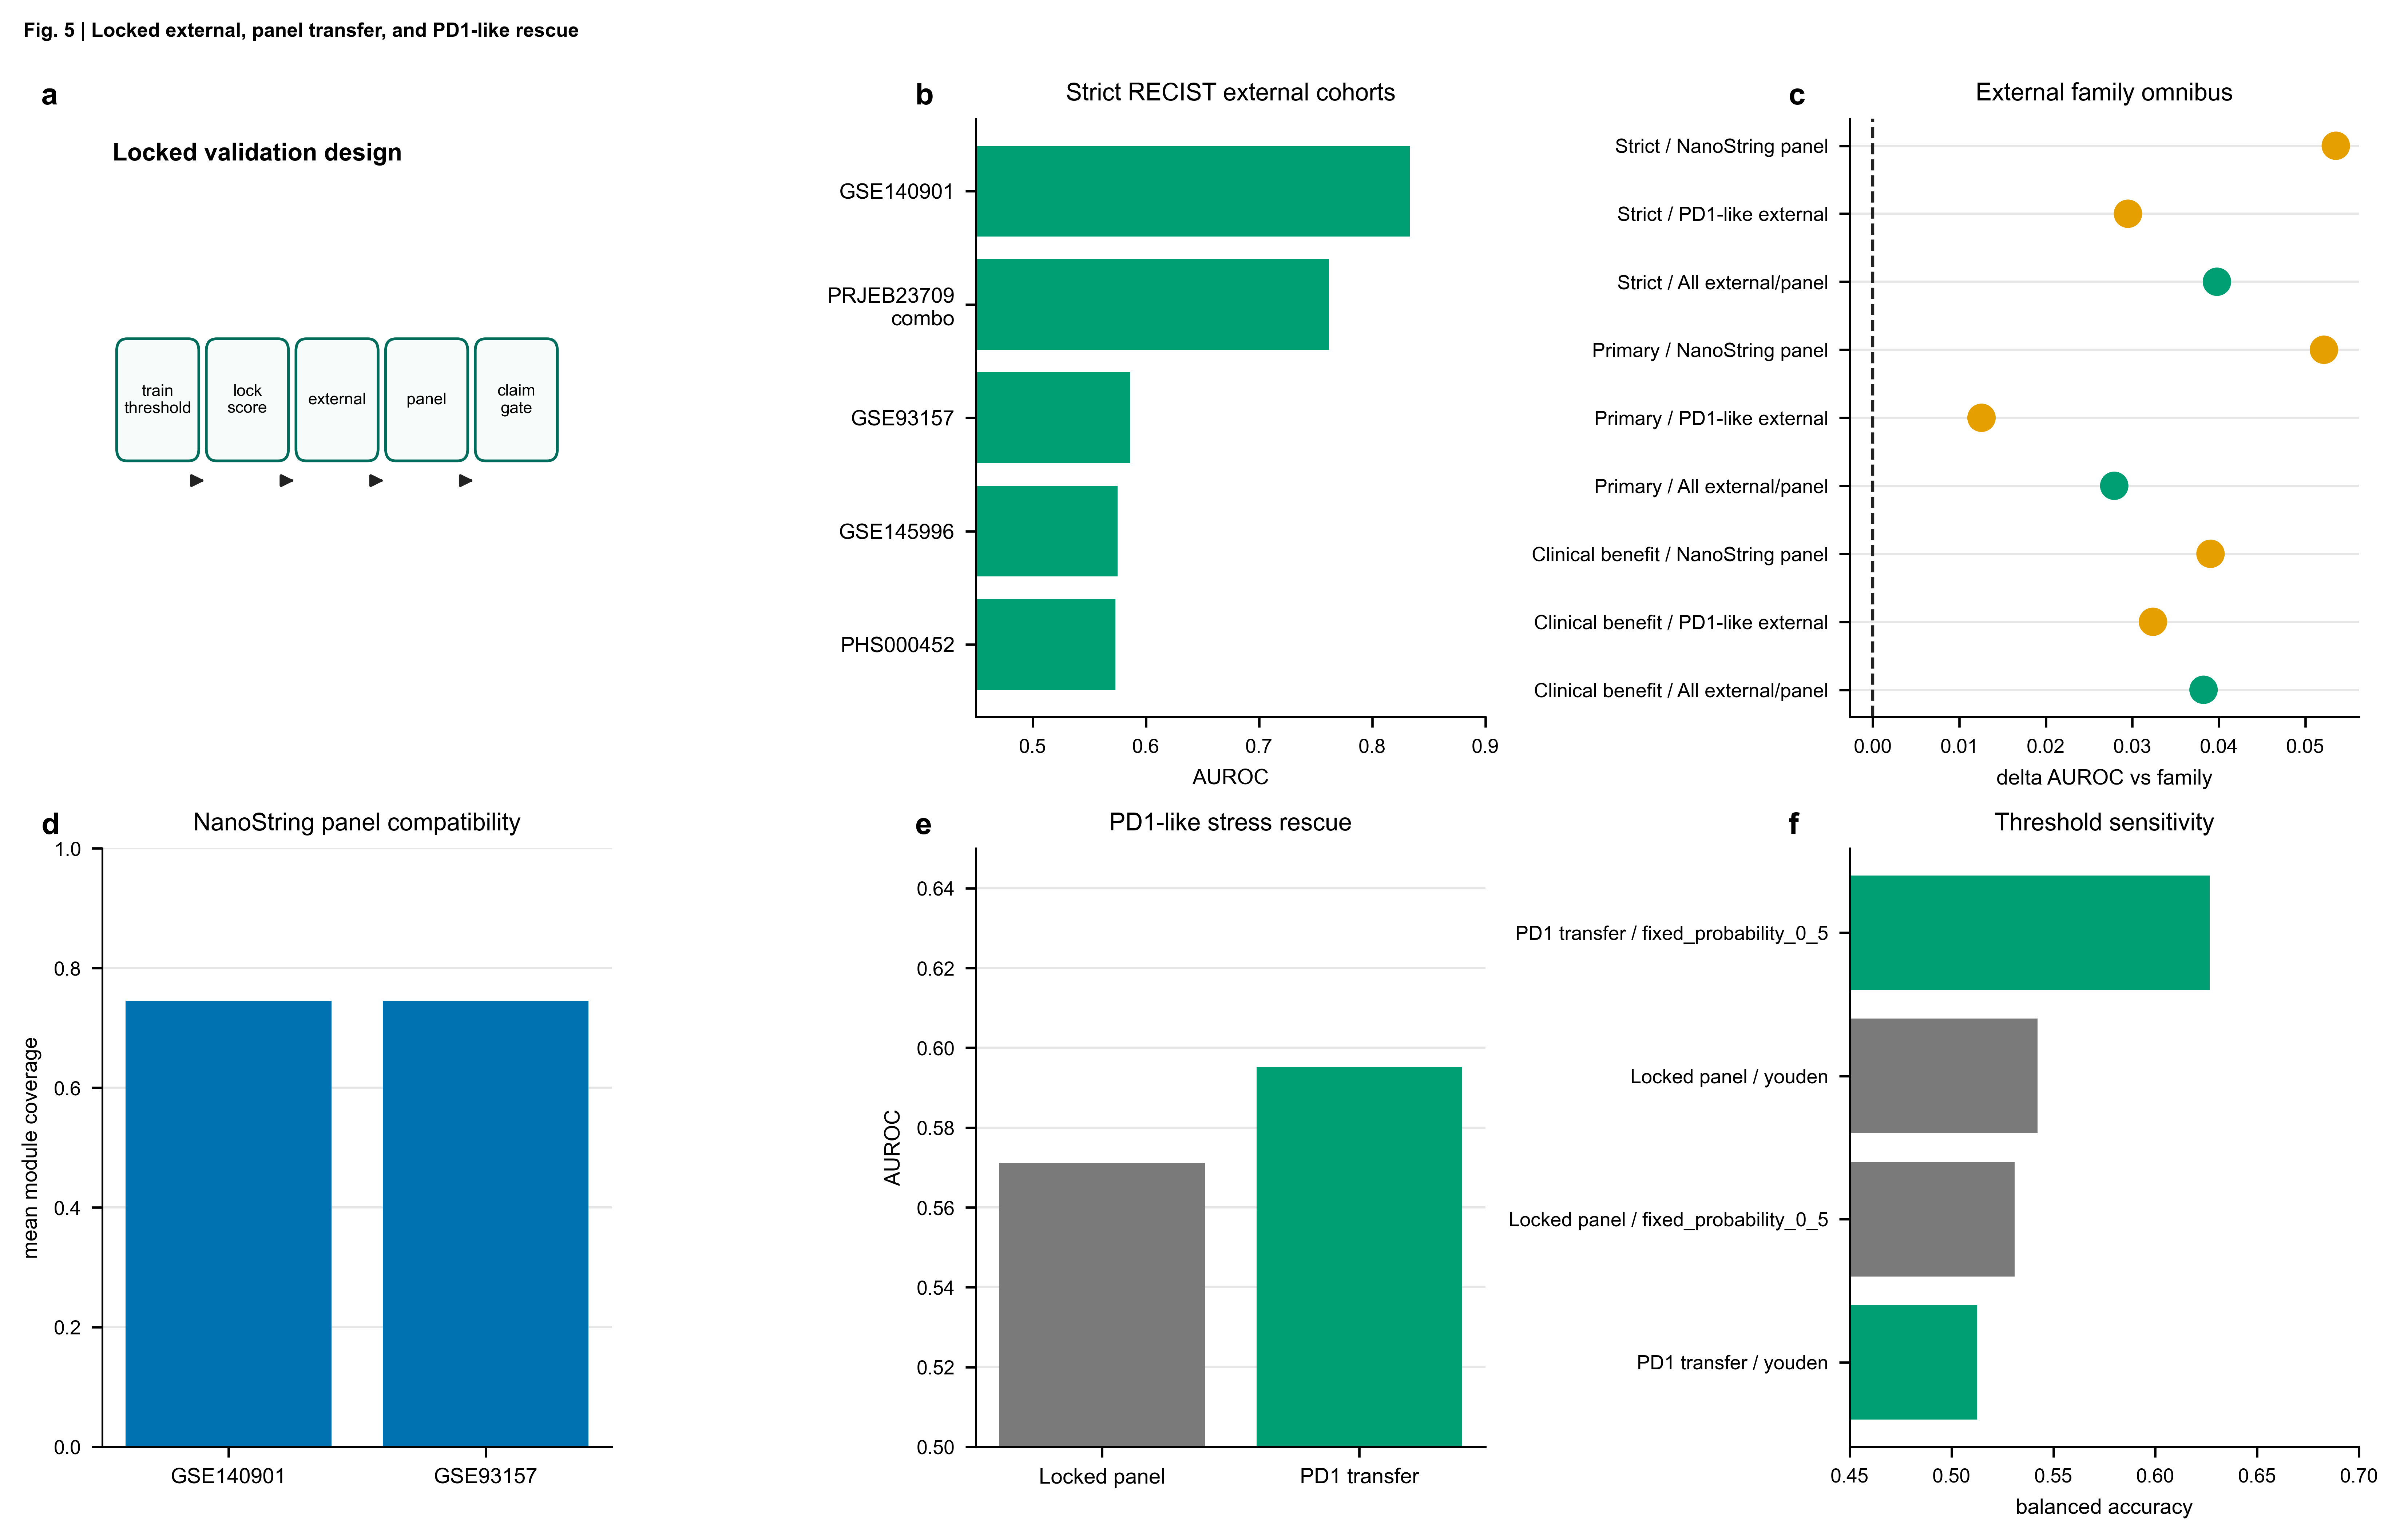 Fig. 5 | Locked external, panel transfer, and PD1-like rescue
a
Locked validation design
train
threshold
lock
score
external
panel
claim
gate
b
Strict RECIST external cohorts
GSE140901
PRJEB23709
combo
GSE93157
GSE145996
PHS000452
0.5
0.6
0.7
0.8
0.9
AUROC
c
External family omnibus
Strict / NanoString panel
Strict / PD1-like external
Strict / All external/panel
Primary / NanoString panel
Primary / PD1-like external
Primary / All external/panel
Clinical benefit / NanoString panel
Clinical benefit / PD1-like external
Clinical benefit / All external/panel
0.00
0.01
0.02
0.03
0.04
0.05
delta AUROC vs family
d
NanoString panel compatibility
mean module coverage
1.0
0.8
0.6
0.4
0.2
0.0
GSE140901
GSE93157
e
PD1-like stress rescue
AUROC
0.64
0.62
0.60
0.58
0.56
0.54
0.52
0.50
Locked panel
PD1 transfer
f
Threshold sensitivity
PD1 transfer / fixed_probability_0_5
Locked panel / youden
Locked panel / fixed_probability_0_5
PD1 transfer / youden
0.45
0.50
0.55
0.60
0.65
0.70
balanced accuracy